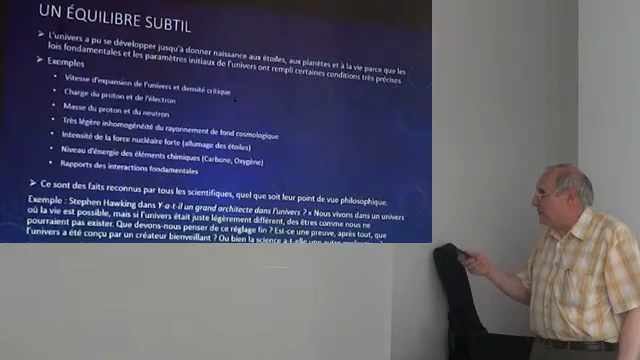 UN ÉQUILIBRE SUBTIL
➤ L'univers a pu se développer jusqu'à donner naissance aux étoiles, aux planètes et à la vie parce que les
lois fondamentales et les paramètres initiaux de l'univers ont rempli certaines conditions très précises
➤ Exemples
• Vitesse d'expansion de l'univers et densité critique
• Charge du proton et de l'électron
• Masse du proton et du neutron
• Très légère inhomogénéité du rayonnement de fond cosmologique
• Intensité de la force nucléaire forte (allumage des étoiles)
• Niveau d'énergie des éléments chimiques (Carbone, Oxygène)
• Rapports des interactions fondamentales
➤ Ce sont des faits reconnus par tous les scientifiques, quel que soit leur point de vue philosophique.
Exemple : Stephen Hawking dans Y-a-t-il un grand architecte dans l'univers ? « Nous vivons dans un univers
où la vie est possible, mais si l'univers était juste légèrement différent, des êtres comme nous ne
pourraient pas exister. Que devons-nous penser de ce réglage fin ? Est-ce une preuve, après tout, que
l'univers a été conçu par un créateur bienveillant ? Ou bien la science a-t-elle une autre